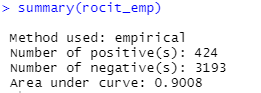 > summary(rocit_emp)
Method used: empirical
Number of positive(s): 424
Number of negative(s): 3193
Area under curve: 0.9008